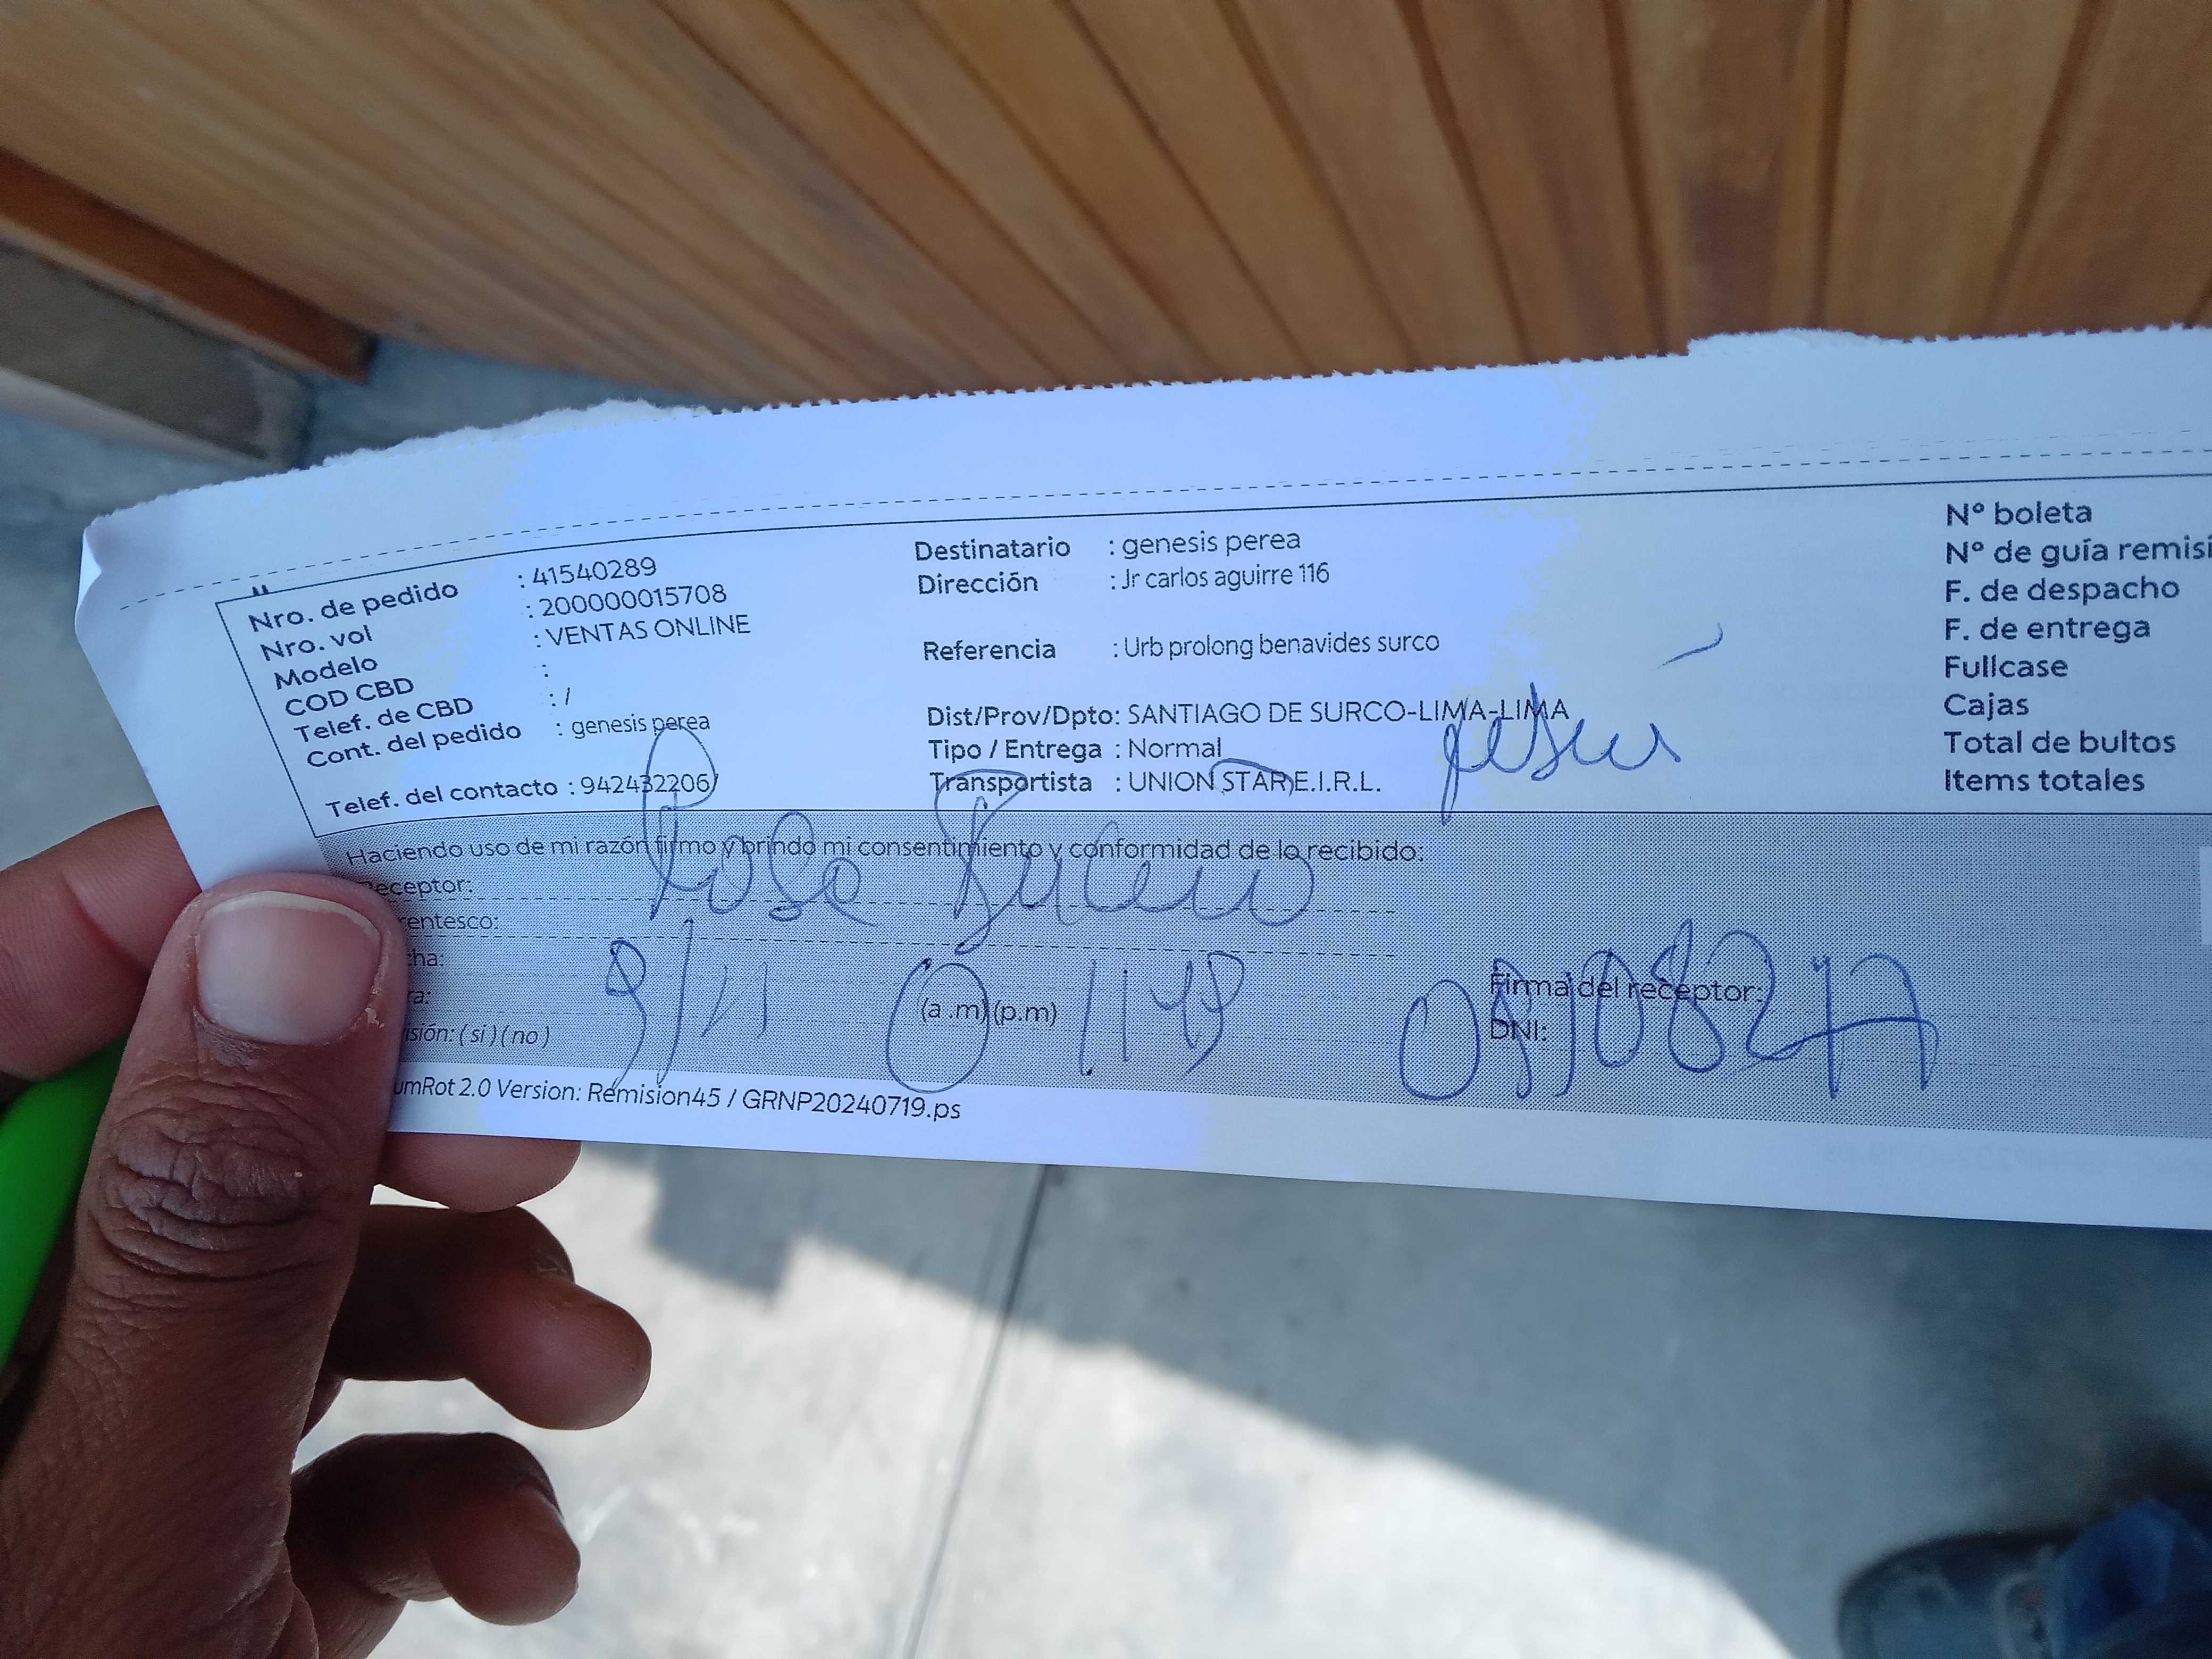 Nro. de pedido : 41540289
Nro. vol : 200000015708
Modelo : VENTAS ONLINE
COD CBD :
Telef. de CBD : /
Cont. del pedido : genesis perea
Telef. del contacto : 942432206/
Destinatario : genesis perea
Dirección : Jr carlos aguirre 116
Referencia : Urb prolong benavides surco
Dist/Prov/Dpto: SANTIAGO DE SURCO-LIMA-LIMA
Tipo / Entrega : Normal
Transportista : UNION STAR E.I.R.L.
Nº boleta
Nº de guía remisi
F. de despacho
F. de entrega
Fullcase
Cajas
Total de bultos
Items totales
Haciendo uso de mi razón firmo y brindo mi consentimiento y conformidad de lo recibido:
Receptor: Rosa
rentesco:
cha:
ra: (a .m) (p.m)
isión: ( si ) ( no )
Firma del receptor:
DNI:
umRot 2.0 Version: Remision45 / GRNP20240719.ps